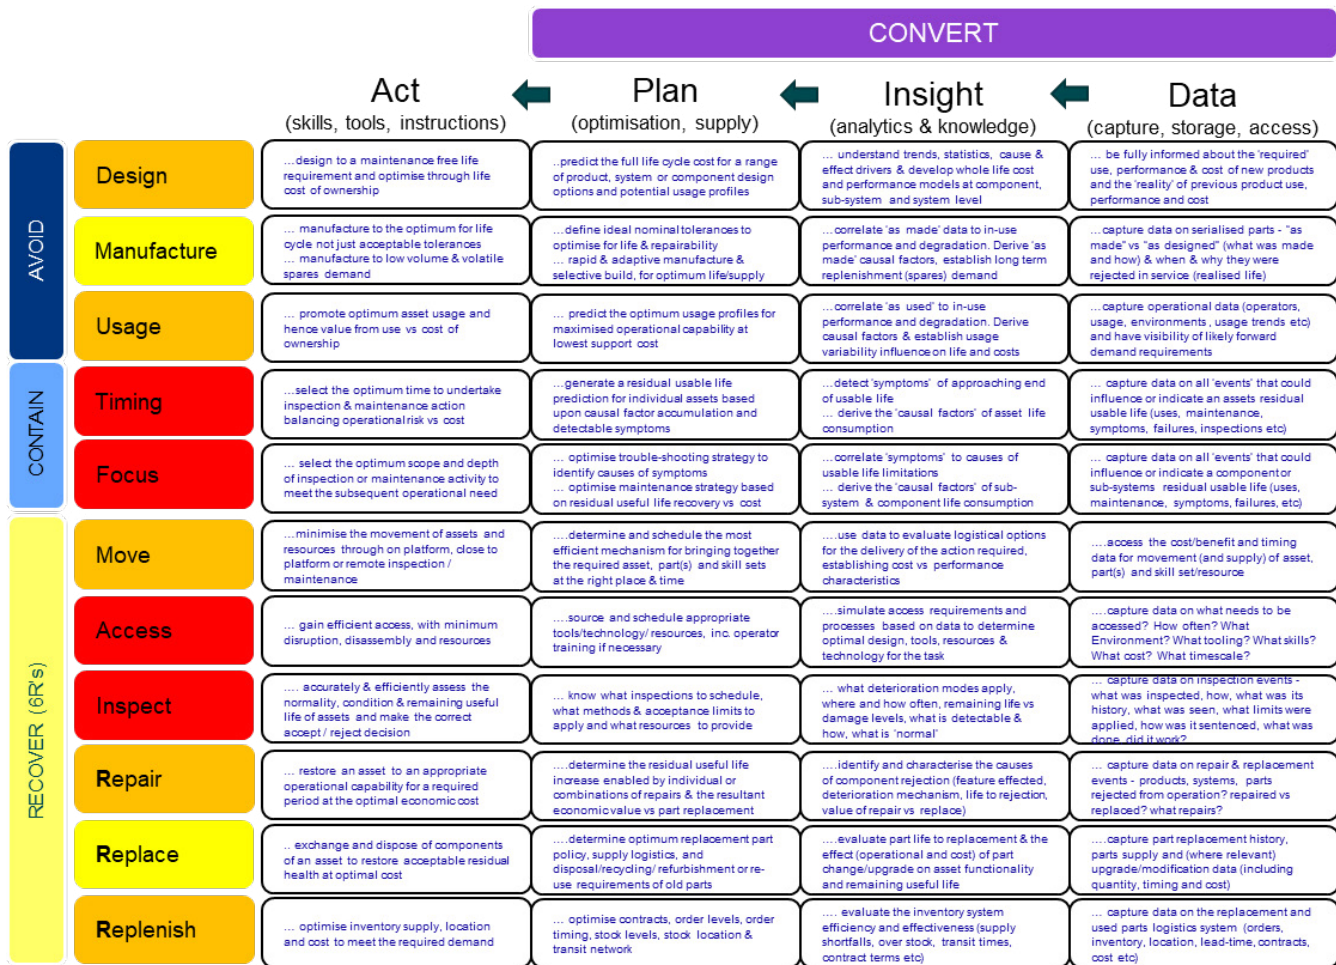 CONVERT
Act
(skills, tools, instructions)
Plan
(optimisation, supply)
Insight
(analytics & knowledge)
Data
(capture, storage, access)
AVOID
Design
...design to a maintenance free life
requirement and optimise through life
cost of ownership
..predict the full life cycle cost for a range
of product, system or component design
options and potential usage profiles
... understand trends, statistics, cause &
effect drivers & develop whole life cost
and performance models at component,
sub-system and system level
... be fully informed about the 'required'
use, performance & cost of new products
and the 'reality' of previous product use,
performance and cost
Manufacture
... manufacture to the optimum for life
cycle not just acceptable tolerances
... manufacture to low volume & volatile
spares demand
...define ideal nominal tolerances to
optimise for life & repairability
... rapid & adaptive manufacture &
selective build, for optimum life/supply
...correlate 'as made' data to in-use
performance and degradation. Derive 'as
made' causal factors, establish long term
replenishment (spares) demand
...capture data on serialised parts - "as
made" vs "as designed" (what was made
and how) & when & why they were
rejected in service (realised life)
Usage
... promote optimum asset usage and
hence value from use vs cost of
ownership
... predict the optimum usage profiles for
maximised operational capability at
lowest support cost
...correlate 'as used' to in-use
performance and degradation. Derive
causal factors & establish usage
variability influence on life and costs
...capture operational data (operators,
usage, environments, usage trends etc)
and have visibility of likely forward
demand requirements
CONTAIN
Timing
...select the optimum time to undertake
inspection & maintenance action
balancing operational risk vs cost
...generate a residual usable life
prediction for individual assets based
upon causal factor accumulation and
detectable symptoms
...detect 'symptoms' of approaching end
of usable life
... derive the 'causal factors' of asset life
consumption
... capture data on all 'events' that could
influence or indicate an assets residual
usable life (uses, maintenance,
symptoms, failures, inspections etc)
Focus
... select the optimum scope and depth
of inspection or maintenance activity to
meet the subsequent operational need
... optimise trouble-shooting strategy to
identify causes of symptoms
... optimise maintenance strategy based
on residual useful life recovery vs cost
...correlate 'symptoms' to causes of
usable life limitations
... derive the 'causal factors' of sub-
system & component life consumption
... capture data on all 'events' that could
influence or indicate a component or
sub-systems residual usable life (uses,
maintenance, symptoms, failures, etc)
RECOVER (6R's)
Move
...minimise the movement of assets and
resources through on platform, close to
platform or remote inspection /
maintenance
....determine and schedule the most
efficient mechanism for bringing together
the required asset, part(s) and skill sets
at the right place & time
....use data to evaluate logistical options
for the delivery of the action required,
establishing cost vs performance
characteristics
....access the cost/benefit and timing
data for movement (and supply) of asset,
part(s) and skill set/resource
Access
... gain efficient access, with minimum
disruption, disassembly and resources
....source and schedule appropriate
tools/technology/ resources, inc. operator
training if necessary
....simulate access requirements and
processes based on data to determine
optimal design, tools, resources &
technology for the task
....capture data on what needs to be
accessed? How often? What
Environment? What tooling? What skills?
What cost? What timescale?
Inspect
.... accurately & efficiently assess the
normality, condition & remaining useful
life of assets and make the correct
accept / reject decision
... know what inspections to schedule,
what methods & acceptance limits to
apply and what resources to provide
... what deterioration modes apply,
where and how often, remaining life vs
damage levels, what is detectable &
how, what is 'normal'
... capture data on inspection events -
what was inspected, how, what was its
history, what was seen, what limits were
applied, how was it sentenced, what was
done, did it work?
Repair
... restore an asset to an appropriate
operational capability for a required
period at the optimal economic cost
....determine the residual useful life
increase enabled by individual or
combinations of repairs & the resultant
economic value vs part replacement
....identify and characterise the causes
of component rejection (feature effected,
deterioration mechanism, life to rejection,
value of repair vs replace)
... capture data on repair & replacement
events - products, systems, parts
rejected from operation? repaired vs
replaced? what repairs?
Replace
.. exchange and dispose of components
of an asset to restore acceptable residual
health at optimal cost
....determine optimum replacement part
policy, supply logistics, and
disposal/recycling/ refurbishment or re-
use requirements of old parts
....evaluate part life to replacement & the
effect (operational and cost) of part
change/upgrade on asset functionality
and remaining useful life
....capture part replacement history,
parts supply and (where relevant)
upgrade/modification data (including
quantity, timing and cost)
Replenish
... optimise inventory supply, location
and cost to meet the required demand
... optimise contracts, order levels, order
timing, stock levels, stock location &
transit network
.... evaluate the inventory system
efficiency and effectiveness (supply
shortfalls, over stock, transit times,
contract terms etc)
... capture data on the replacement and
used parts logistics system (orders,
inventory, location, lead-time, contracts,
cost etc)